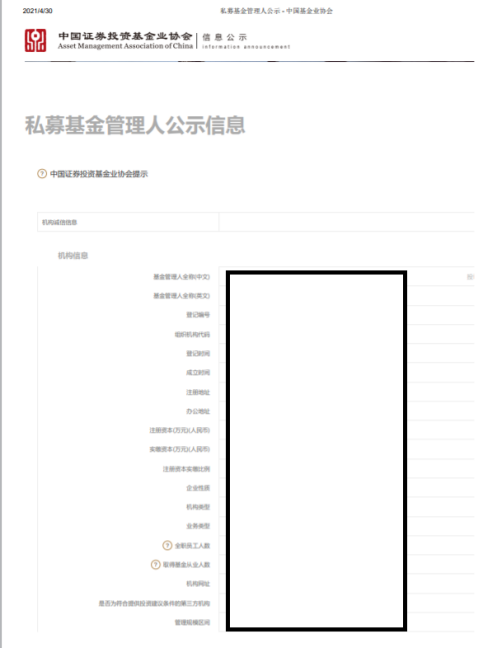 2021/4/30 私募基金管理人公示 - 中国基金业协会
中国证券投资基金业协会 信息公示
Asset Management Association of China information announcement
私募基金管理人公示信息
? 中国证券投资基金业协会提示
机构诚信信息
机构信息
基金管理人全称(中文)
基金管理人全称(英文)
登记编号
组织机构代码
登记时间
成立时间
注册地址
办公地址
注册资本(万元)(人民币)
实缴资本(万元)(人民币)
注册资本实缴比例
企业性质
机构类型
业务类型
? 全职员工人数
? 取得基金从业人数
机构网址
是否为符合提供投资建议条件的第三方机构
管理规模区间